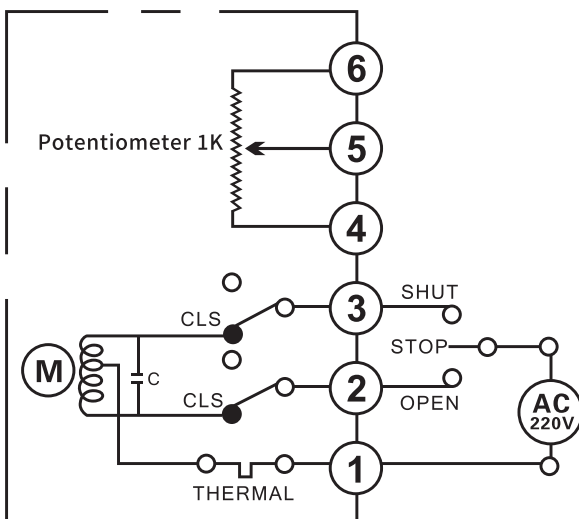 6
Potentiometer 1K
5
4
3
SHUT
CLS
STOP
M
C
2
CLS
OPEN
AC
220V
1
THERMAL